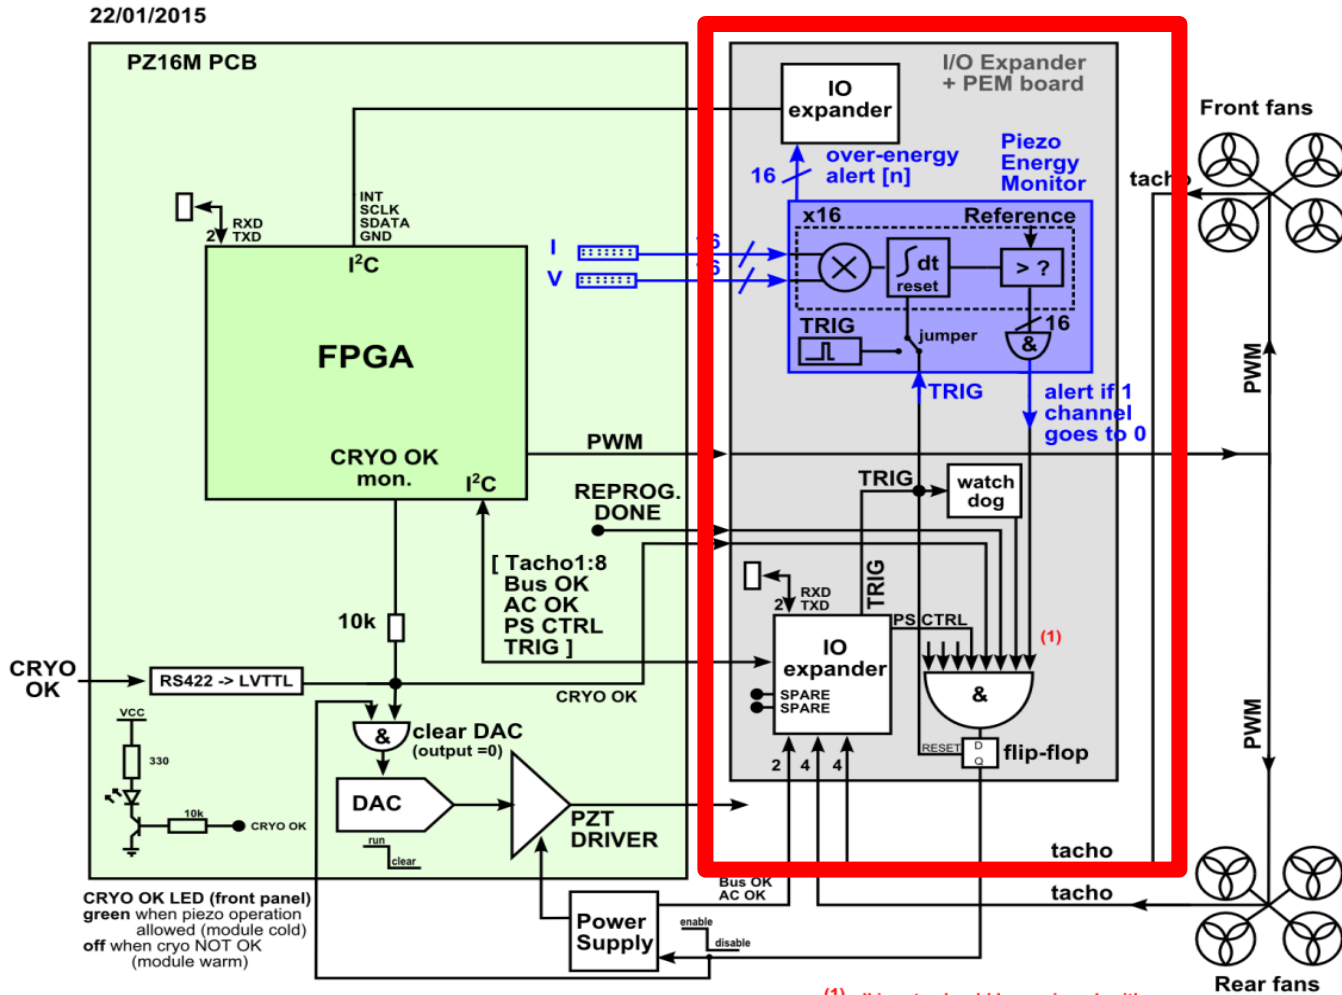 22/01/2015
PZ16M PCB
I/O Expander
+ PEM board
IO
expander
Front fans
over-energy
alert [n]
16
Piezo
Energy
Monitor
tacho
INT
SCLK
SDATA
GND
I²C
RXD
TXD
2
x16
Reference
I
16
V
16
∫dt
reset
> ?
16
&
TRIG
jumper
FPGA
TRIG
alert if 1
channel
goes to 0
PWM
PWM
CRYO OK
mon.
I²C
TRIG
watch
dog
REPROG.
DONE
[ Tacho1:8
Bus OK
AC OK
PS CTRL
TRIG ]
TRIG
RXD
TXD
2
PS CTRL
(1)
10k
IO
expander
&
CRYO
OK
RS422 -> LVTTL
CRYO OK
SPARE
SPARE
PWM
VCC
330
&
clear DAC
(output =0)
RESET
D
Q
flip-flop
2
4
4
DAC
PZT
DRIVER
10k
CRYO OK
run
clear
tacho
Bus OK
AC OK
tacho
CRYO OK LED (front panel)
green when piezo operation
allowed (module cold)
off when cryo NOT OK
(module warm)
Power
Supply
enable
disable
Rear fans
(1)